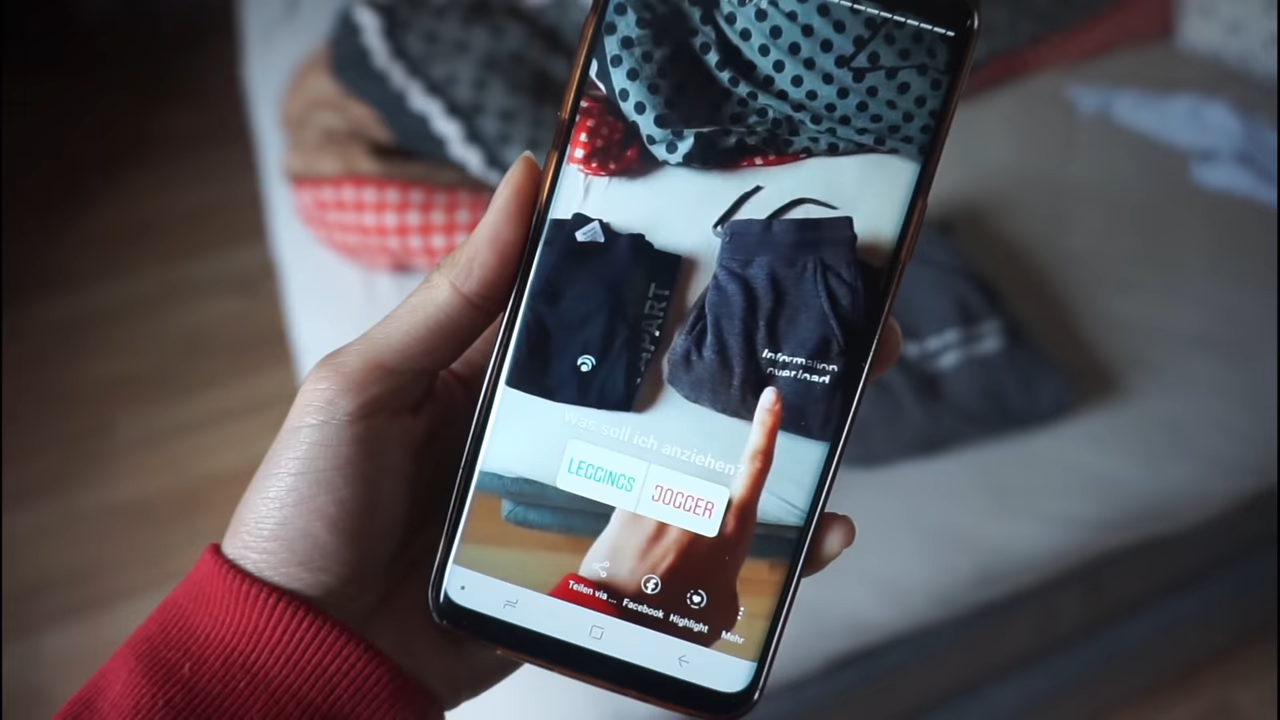 Information
overload
Was soll ich anziehen?
LEGGINGS
JOGGER
Teilen via ...
Facebook
Highlight
Mehr